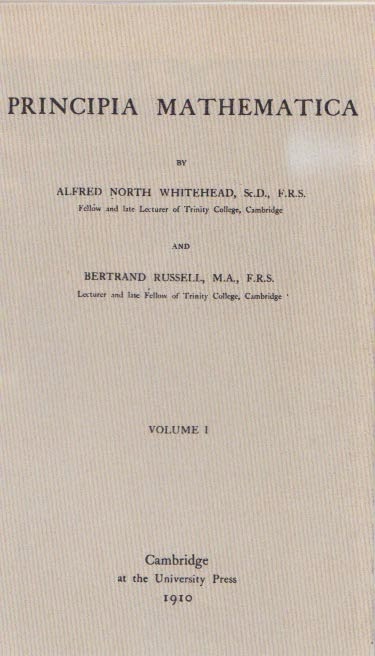 PRINCIPIA MATHEMATICA
BY
ALFRED NORTH WHITEHEAD, Sc.D., F.R.S.
Fellow and late Lecturer of Trinity College, Cambridge
AND
BERTRAND RUSSELL, M.A., F.R.S.
Lecturer and late Fellow of Trinity College, Cambridge
VOLUME I
Cambridge
at the University Press
1910